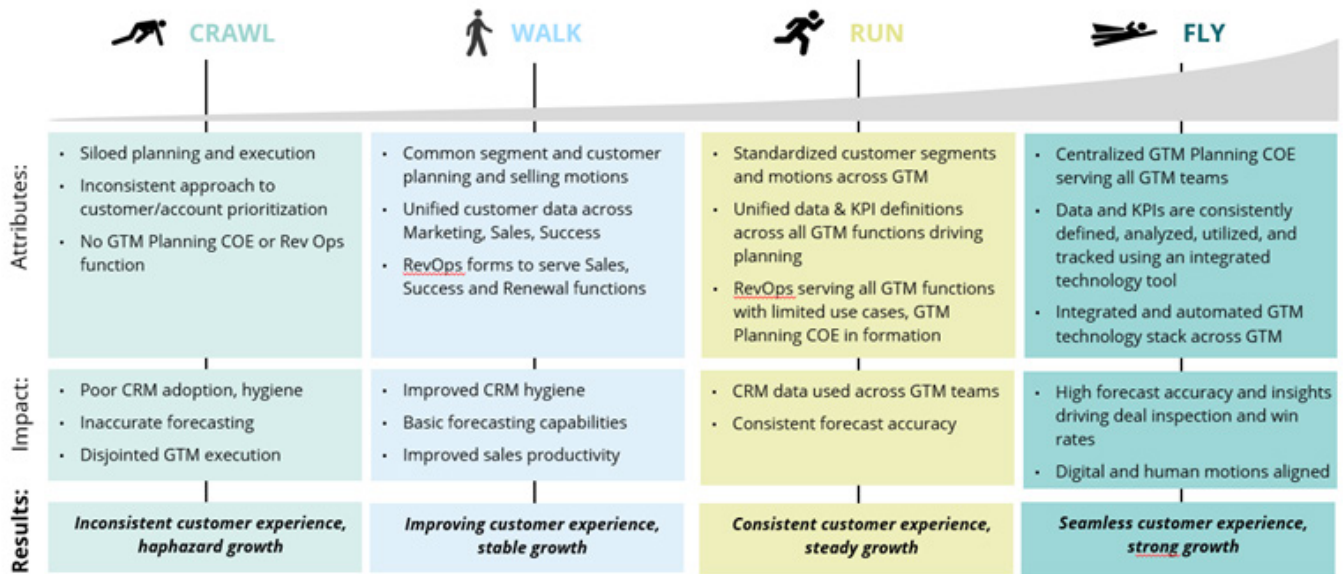 CRAWL
WALK
RUN
FLY
Attributes:
• Siloed planning and execution
• Inconsistent approach to
customer/account prioritization
• No GTM Planning COE or Rev Ops
function
• Common segment and customer
planning and selling motions
• Unified customer data across
Marketing, Sales, Success
• RevOps forms to serve Sales,
Success and Renewal functions
• Standardized customer segments
and motions across GTM
• Unified data & KPI definitions
across all GTM functions driving
planning
• RevOps serving all GTM functions
with limited use cases, GTM
Planning COE in formation
• Centralized GTM Planning COE
serving all GTM teams
• Data and KPIs are consistently
defined, analyzed, utilized, and
tracked using an integrated
technology tool
• Integrated and automated GTM
technology stack across GTM
Impact:
• Poor CRM adoption, hygiene
• Inaccurate forecasting
• Disjointed GTM execution
• Improved CRM hygiene
• Basic forecasting capabilities
• Improved sales productivity
• CRM data used across GTM teams
• Consistent forecast accuracy
• High forecast accuracy and insights
driving deal inspection and win
rates
• Digital and human motions aligned
Results:
Inconsistent customer experience,
haphazard growth
Improving customer experience,
stable growth
Consistent customer experience,
steady growth
Seamless customer experience,
strong growth